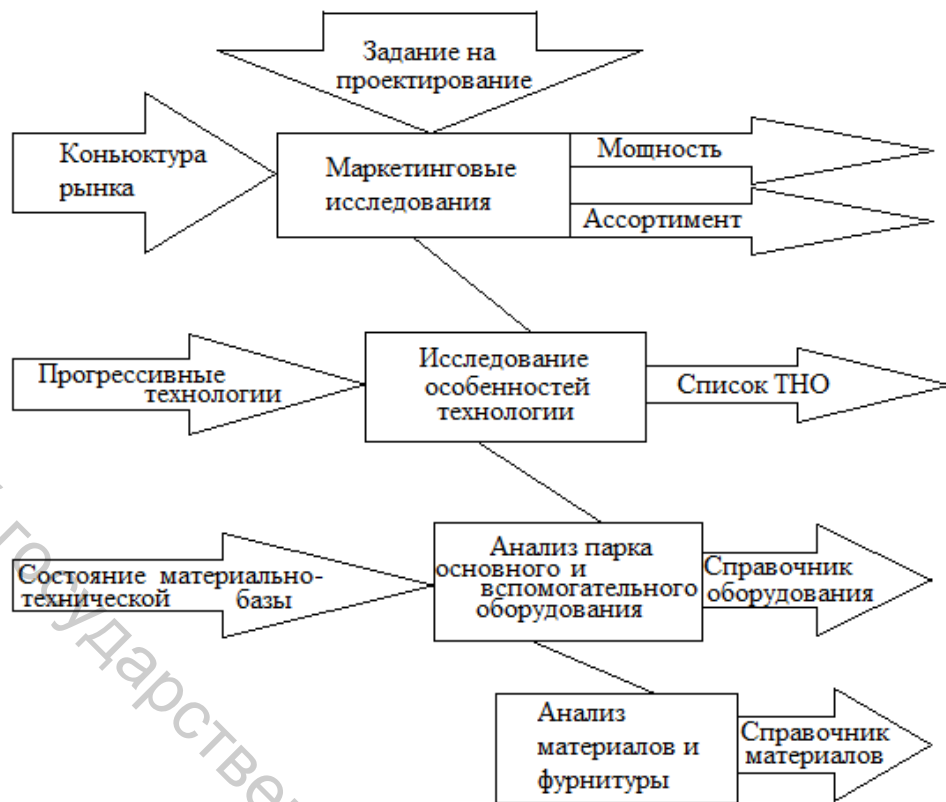 Задание на
проектирование
Коньюктура
рынка
Маркетинговые
исследования
Мощность
Ассортимент
Прогрессивные
технологии
Исследование
особенностей
технологии
Список ТНО
Состояние материально-
технической базы
Анализ парка
основного и
вспомогательного
оборудования
Справочник
оборудования
Анализ
материалов и
фурнитуры
Справочник
материалов
государстве